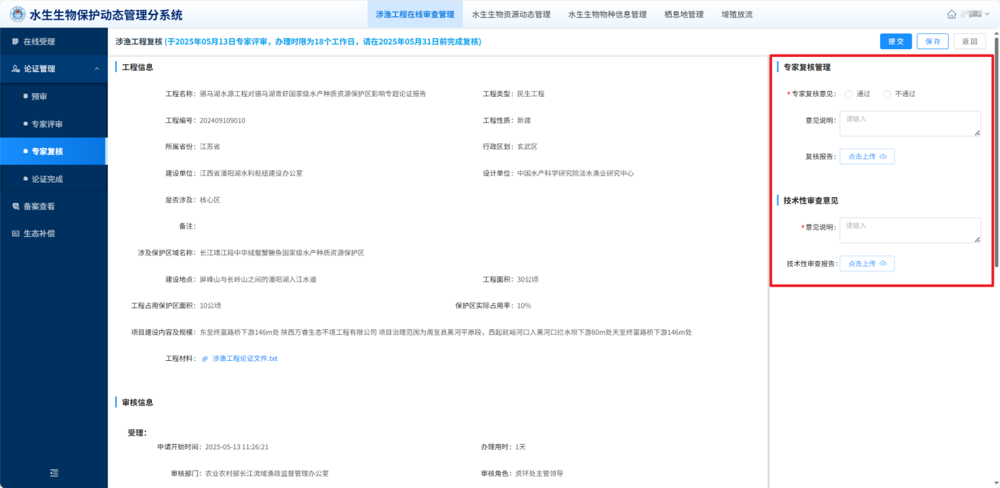 水生生物保护动态管理分系统
涉渔工程在线审查管理 水生生物资源动态管理 水生生物物种信息管理 栖息地管理 增殖放流
在线受理
论证管理
预审
专家评审
专家复核
论证完成
备案查看
生态补偿
涉渔工程复核 (于2025年05月13日专家评审，办理时限为18个工作日，请在2025年05月31日前完成复核)
提交 保存 返回
工程信息
工程名称： 骆马湖水源工程对骆马湖青虾国家级水产种质资源保护区影响专题论证报告 工程类型： 民生工程
工程编号： 202409109010 工程性质： 新建
所属省份： 江苏省 行政区划： 玄武区
建设单位： 江西省潘阳湖水利枢纽建设办公室 设计单位： 中国水产科学研究院淡水渔业研究中心
是否涉及： 核心区
备注：
涉及保护区域名称： 长江靖江段中华绒螯蟹鳜鱼国家级水产种质资源保护区
建设地点： 屏峰山与长岭山之间的潘阳湖入江水道 工程面积： 30公顷
工程占用保护区面积： 10公顷 保护区实际占用率： 10%
项目建设内容及规模： 东至终富路桥下游146m处 陕西万睿生态不境工程有限公司 项目治理范围为周至县黑河平原段，西起就峪河口入黑河口拦水坝下游80m处天至终富路桥下游146m处
工程材料： 涉渔工程论证文件.txt
审核信息
受理：
申请开始时间： 2025-05-13 11:26:21 办理用时： 1天
审核部门： 农业农村部长江流域渔政监督管理办公室 审核角色： 资环处主管领导
专家复核管理
* 专家复核意见： 通过 不通过
意见说明： 请输入
复核报告： 点击上传
技术性审查意见
* 意见说明： 请输入
技术性审查报告： 点击上传